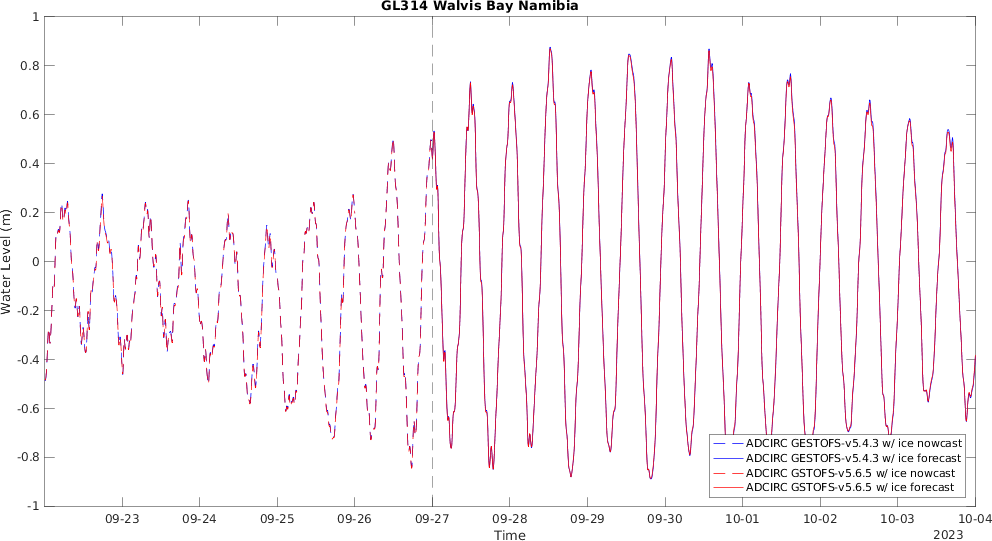 GL314 Walvis Bay Namibia
1
0.8
0.6
0.4
0.2
0
-0.2
-0.4
-0.6
-0.8
-1
Water Level (m)
ADCIRC GESTOFS-v5.4.3 w/ ice nowcast
ADCIRC GESTOFS-v5.4.3 w/ ice forecast
ADCIRC GSTOFS-v5.6.5 w/ ice nowcast
ADCIRC GSTOFS-v5.6.5 w/ ice forecast
09-23 09-24 09-25 09-26 09-27 09-28 09-29 09-30 10-01 10-02 10-03 10-04
Time
2023